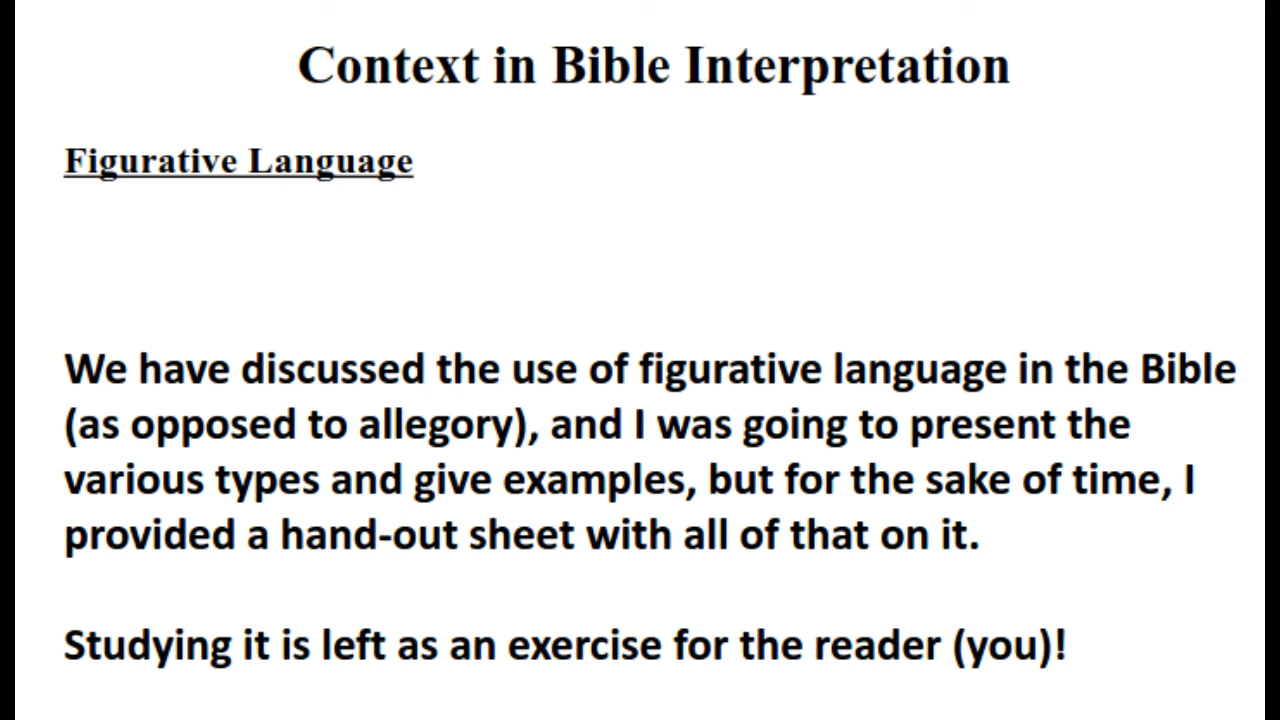 Context in Bible Interpretation
Figurative Language
We have discussed the use of figurative language in the Bible
(as opposed to allegory), and I was going to present the
various types and give examples, but for the sake of time, I
provided a hand-out sheet with all of that on it.
Studying it is left as an exercise for the reader (you)!